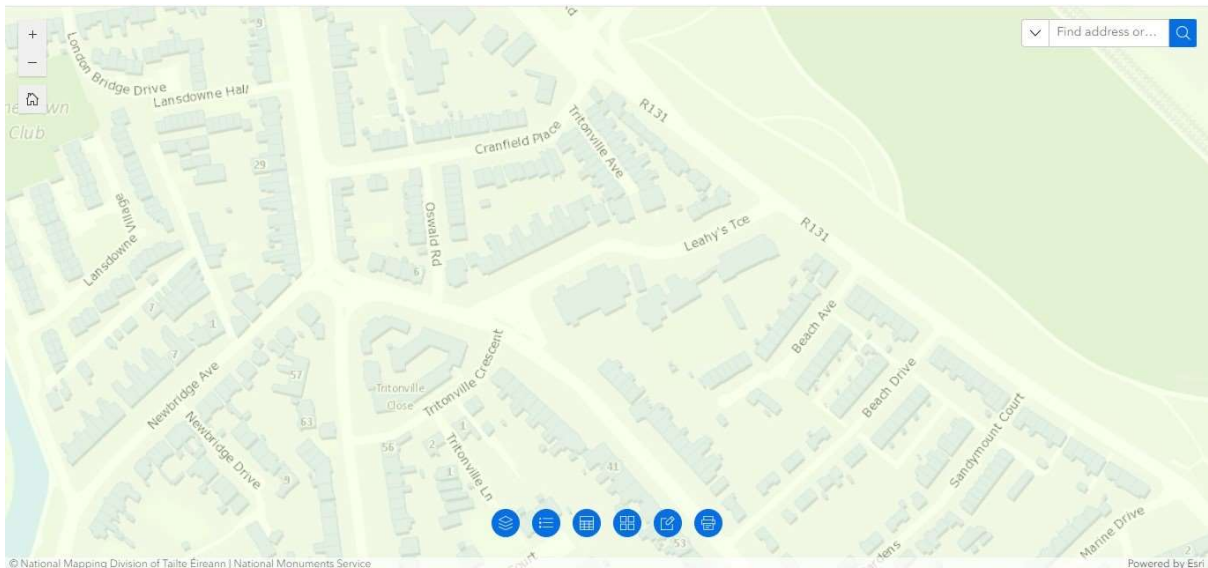 +
Find address or...
−
London Bridge Drive
Lansdowne Hall
9
R131
Club
Cranfield Place
Tritonville Ave
29
Lansdowne Village
Oswald Rd
Leahy's Tce
R131
6
7
1
7
Newbridge Ave
57
Tritonville
Close
Tritonville Crescent
Beach Ave
Beach Drive
Newbridge Drive
63
56
2
1
1
Tritonville Ln
9
41
Sandymount Court
53
Marine Drive
2
Court
© National Mapping Division of Tailte Éireann | National Monuments Service
Powered by Esri